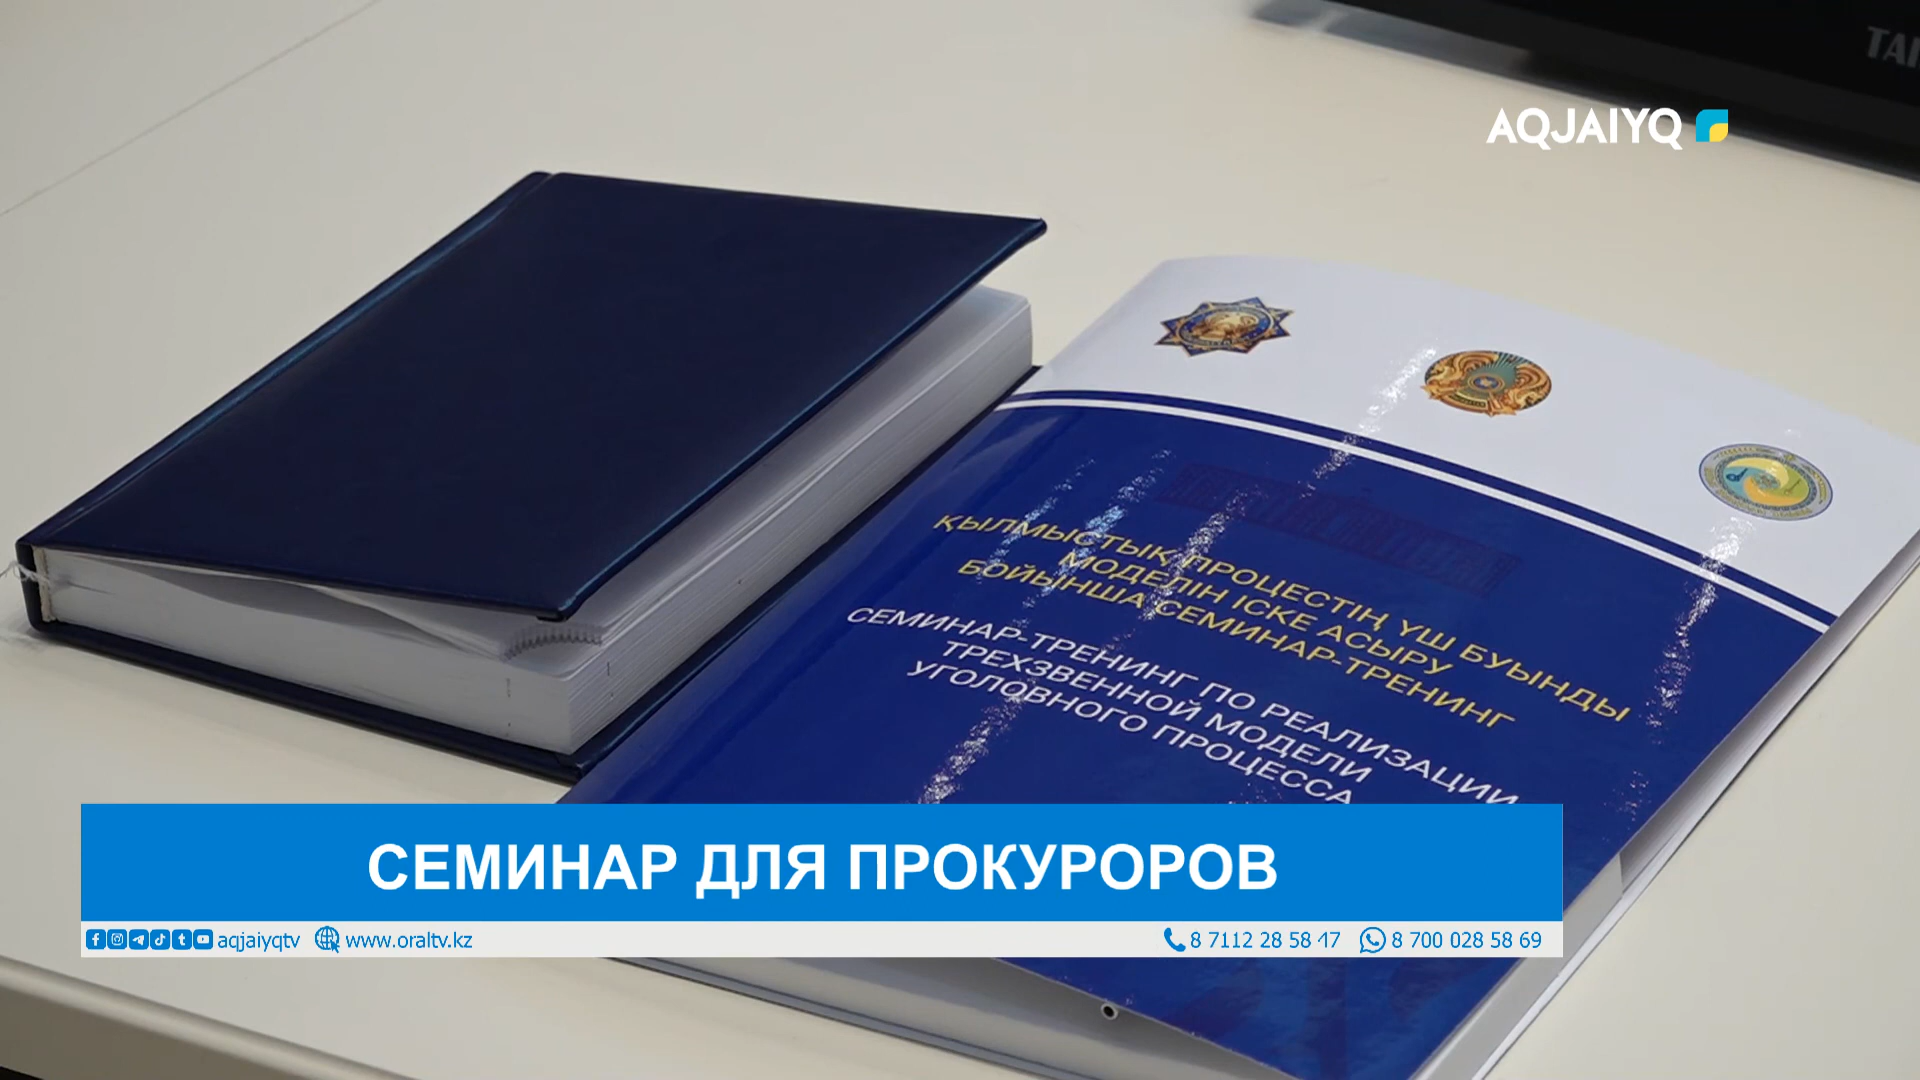 TAI
AQJAIYQ
ҚЫЛМЫСТЫҚ ПРОЦЕСТІҢ ҮШ БУЫНДЫ
МОДЕЛІН ІСКЕ АСЫРУ
БОЙЫНША СЕМИНАР-ТРЕНИНГ
СЕМИНАР-ТРЕНИНГ ПО РЕАЛИЗАЦИИ
ТРЕХЗВЕННОЙ МОДЕЛИ
УГОЛОВНОГО ПРОЦЕССА
СЕМИНАР ДЛЯ ПРОКУРОРОВ
aqjaiyqtv www.oraltv.kz 8 7112 28 58 17 8 700 028 58 69